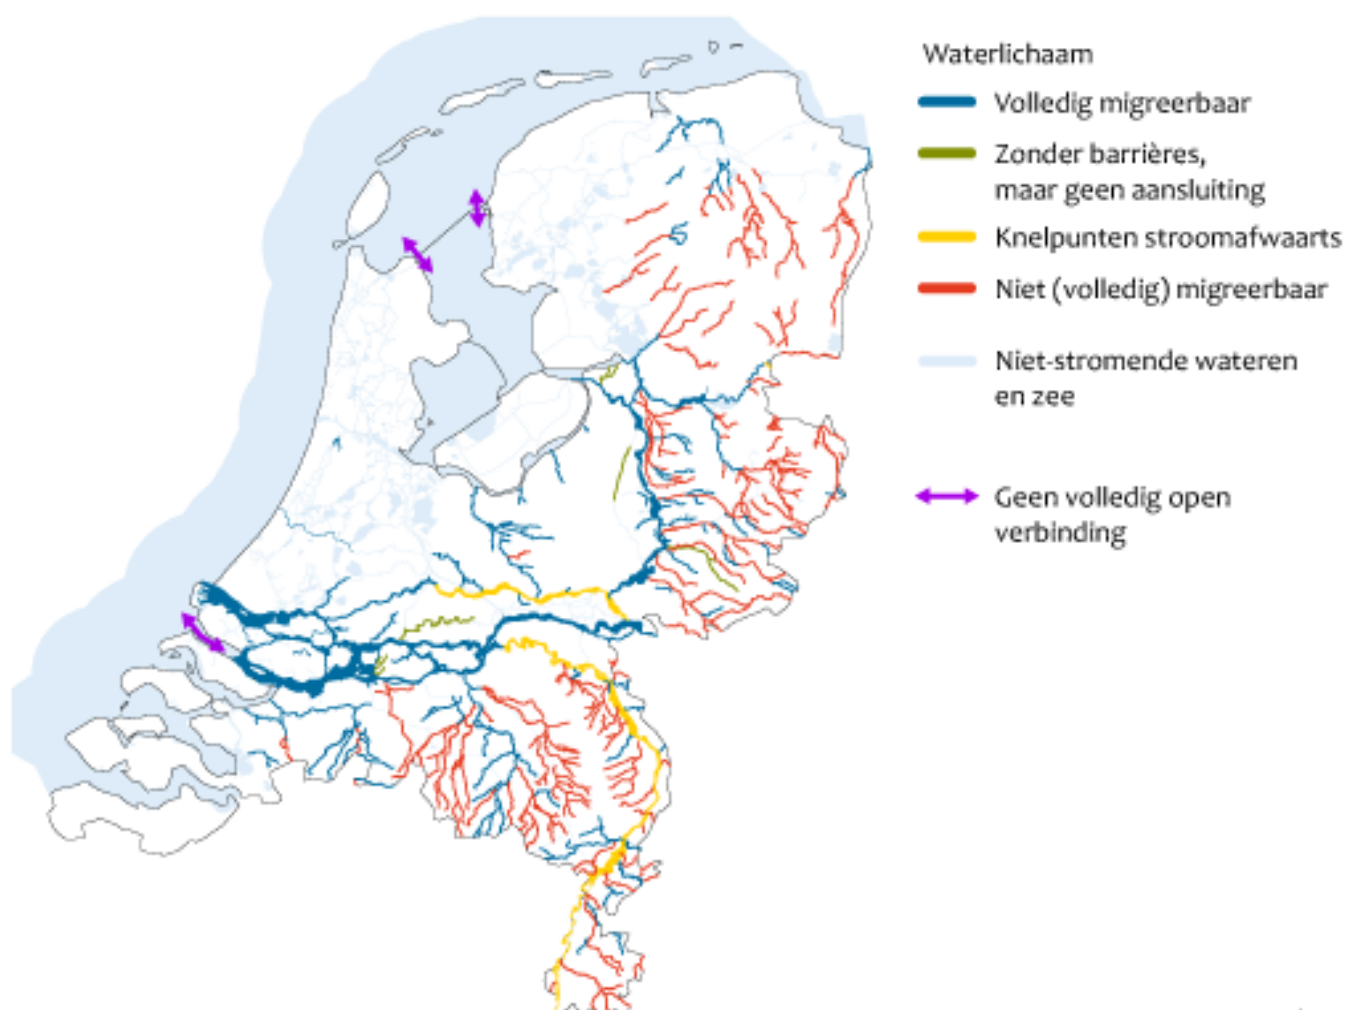 Waterlichaam
Volledig migreerbaar
Zonder barrières,
maar geen aansluiting
Knelpunten stroomafwaarts
Niet (volledig) migreerbaar
Niet-stromende wateren
en zee
Geen volledig open
verbinding